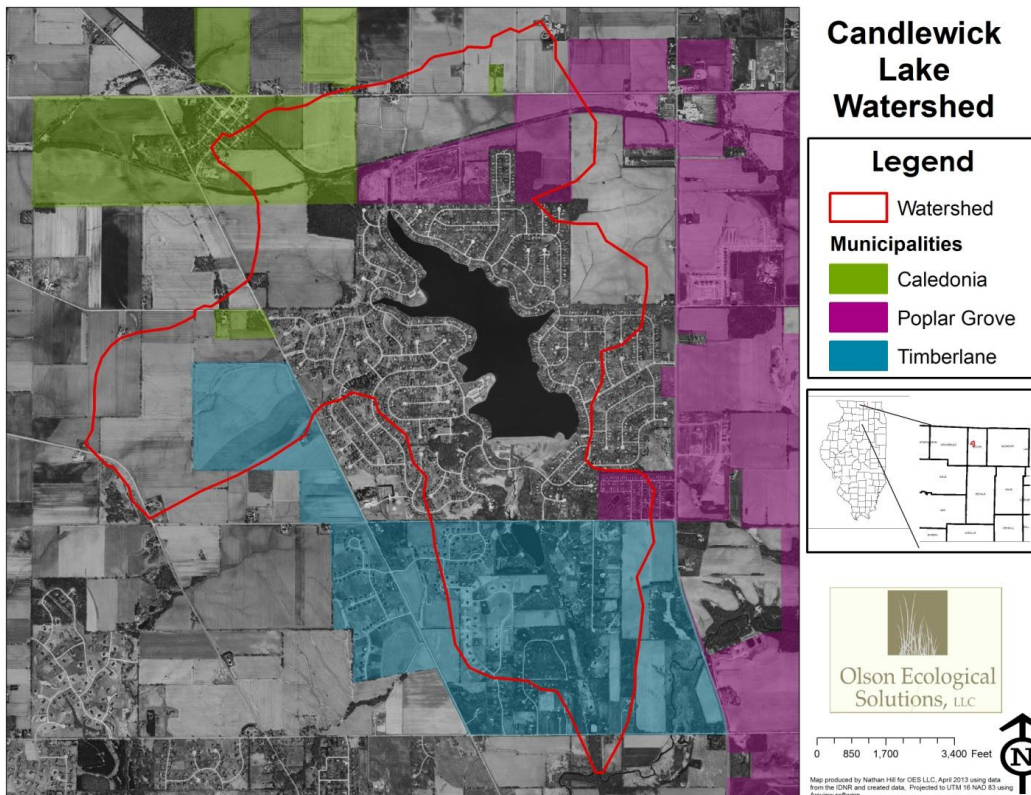 Candlewick
Lake
Watershed
Legend
Watershed
Municipalities
Caledonia
Poplar Grove
Timberlane
Olson Ecological
Solutions, LLC
0 850 1,700 3,400 Feet
N
Map produced by Nathan Hill for OES LLC, April 2013 using data
from the IDNR and created data, Projected to UTM 16 NAD 83 using